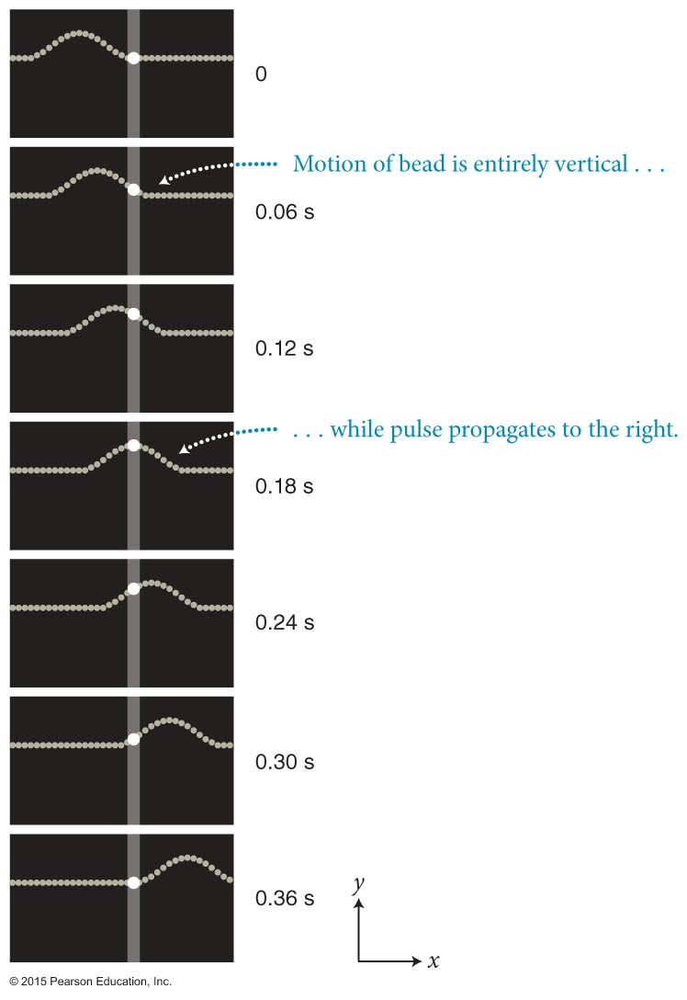 0
Motion of bead is entirely vertical . . .
0.06 s
0.12 s
. . . while pulse propagates to the right.
0.18 s
0.24 s
0.30 s
0.36 s
y
x
© 2015 Pearson Education, Inc.